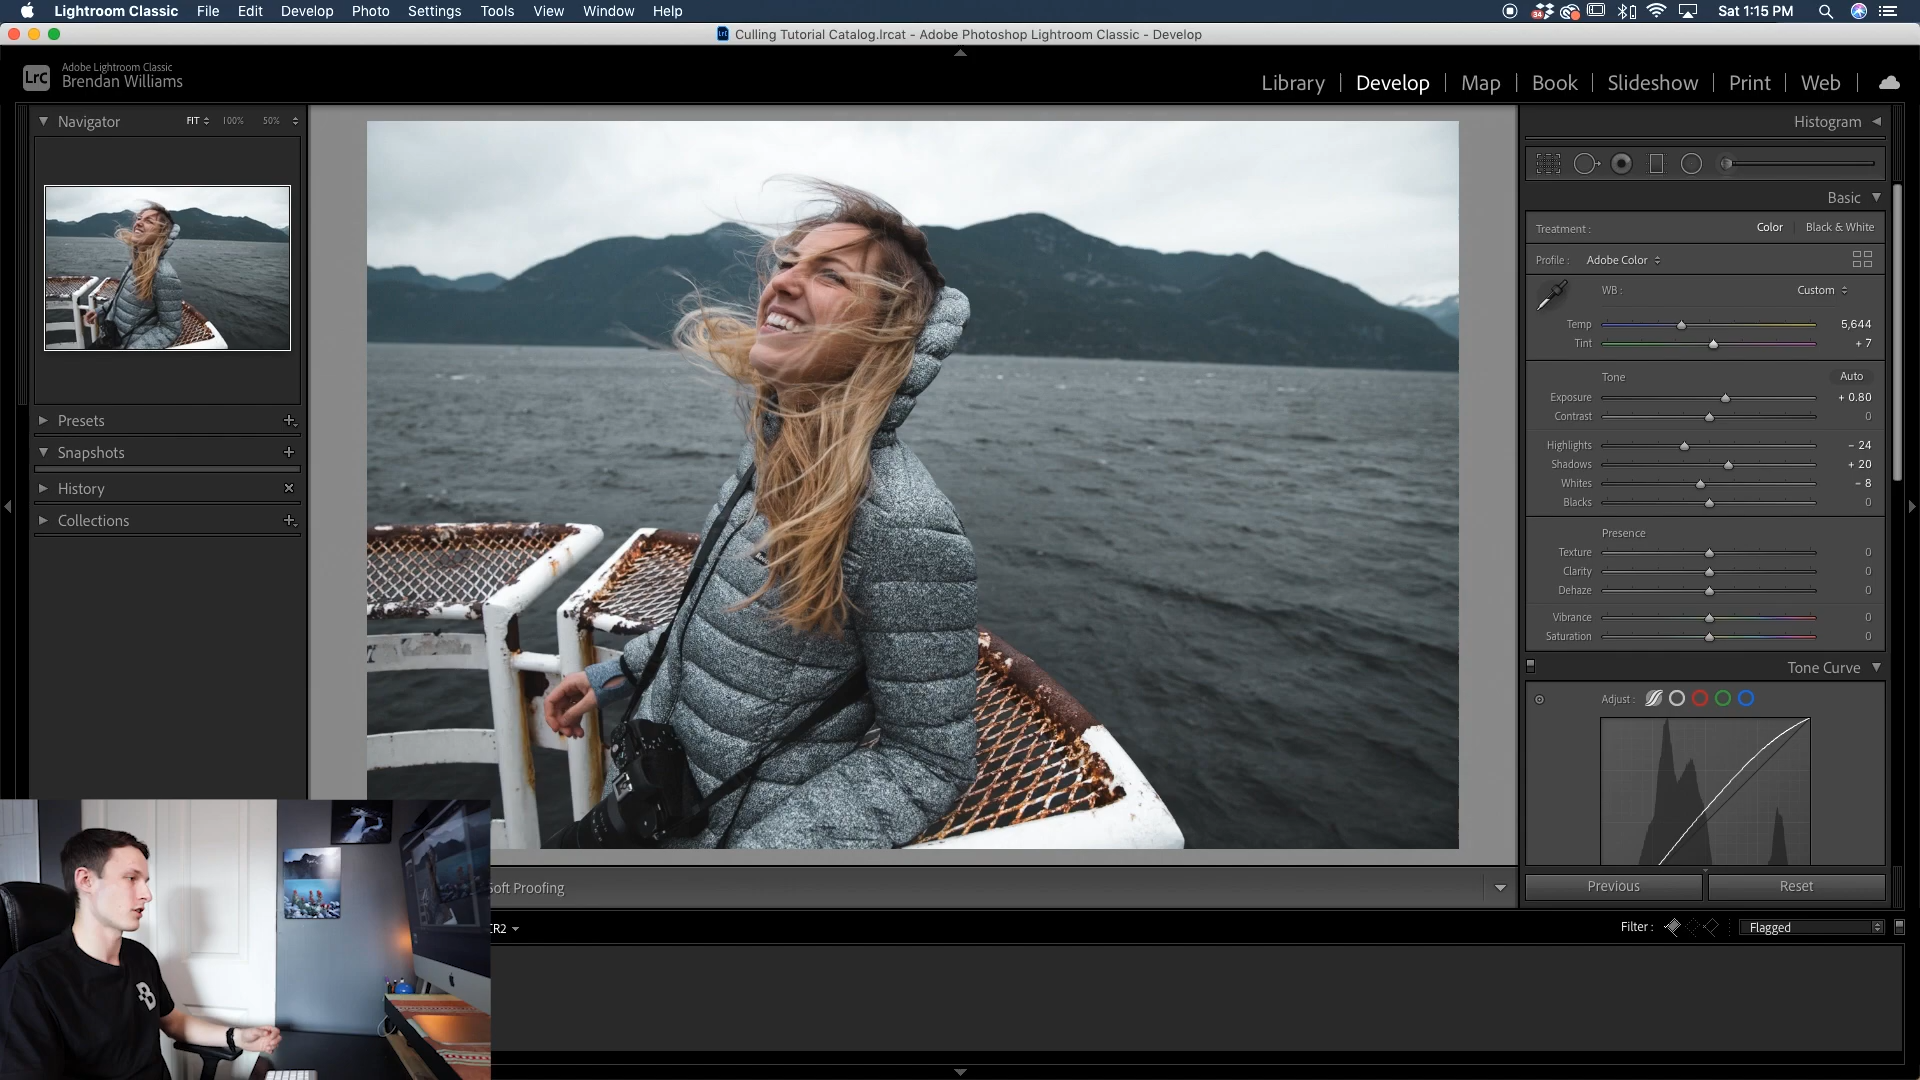 Lightroom Classic File Edit Develop Photo Settings Tools View Window Help
34
Sat 1:15 PM
LrC Culling Tutorial Catalog.lrcat - Adobe Photoshop Lightroom Classic - Develop
LrC
Adobe Lightroom Classic
Brendan Williams
Library | Develop | Map | Book | Slideshow | Print | Web |
Navigator FIT 100% 50%
Presets
Snapshots
History
Collections
Histogram
Basic
Treatment : Color Black & White
Profile : Adobe Color
WB : Custom
Temp 5,644
Tint + 7
Tone Auto
Exposure + 0.80
Contrast 0
Highlights - 24
Shadows + 20
Whites - 8
Blacks 0
Presence
Texture 0
Clarity 0
Dehaze 0
Vibrance 0
Saturation 0
Tone Curve
Adjust :
Previous Reset
Soft Proofing
CR2
Filter : Flagged
B